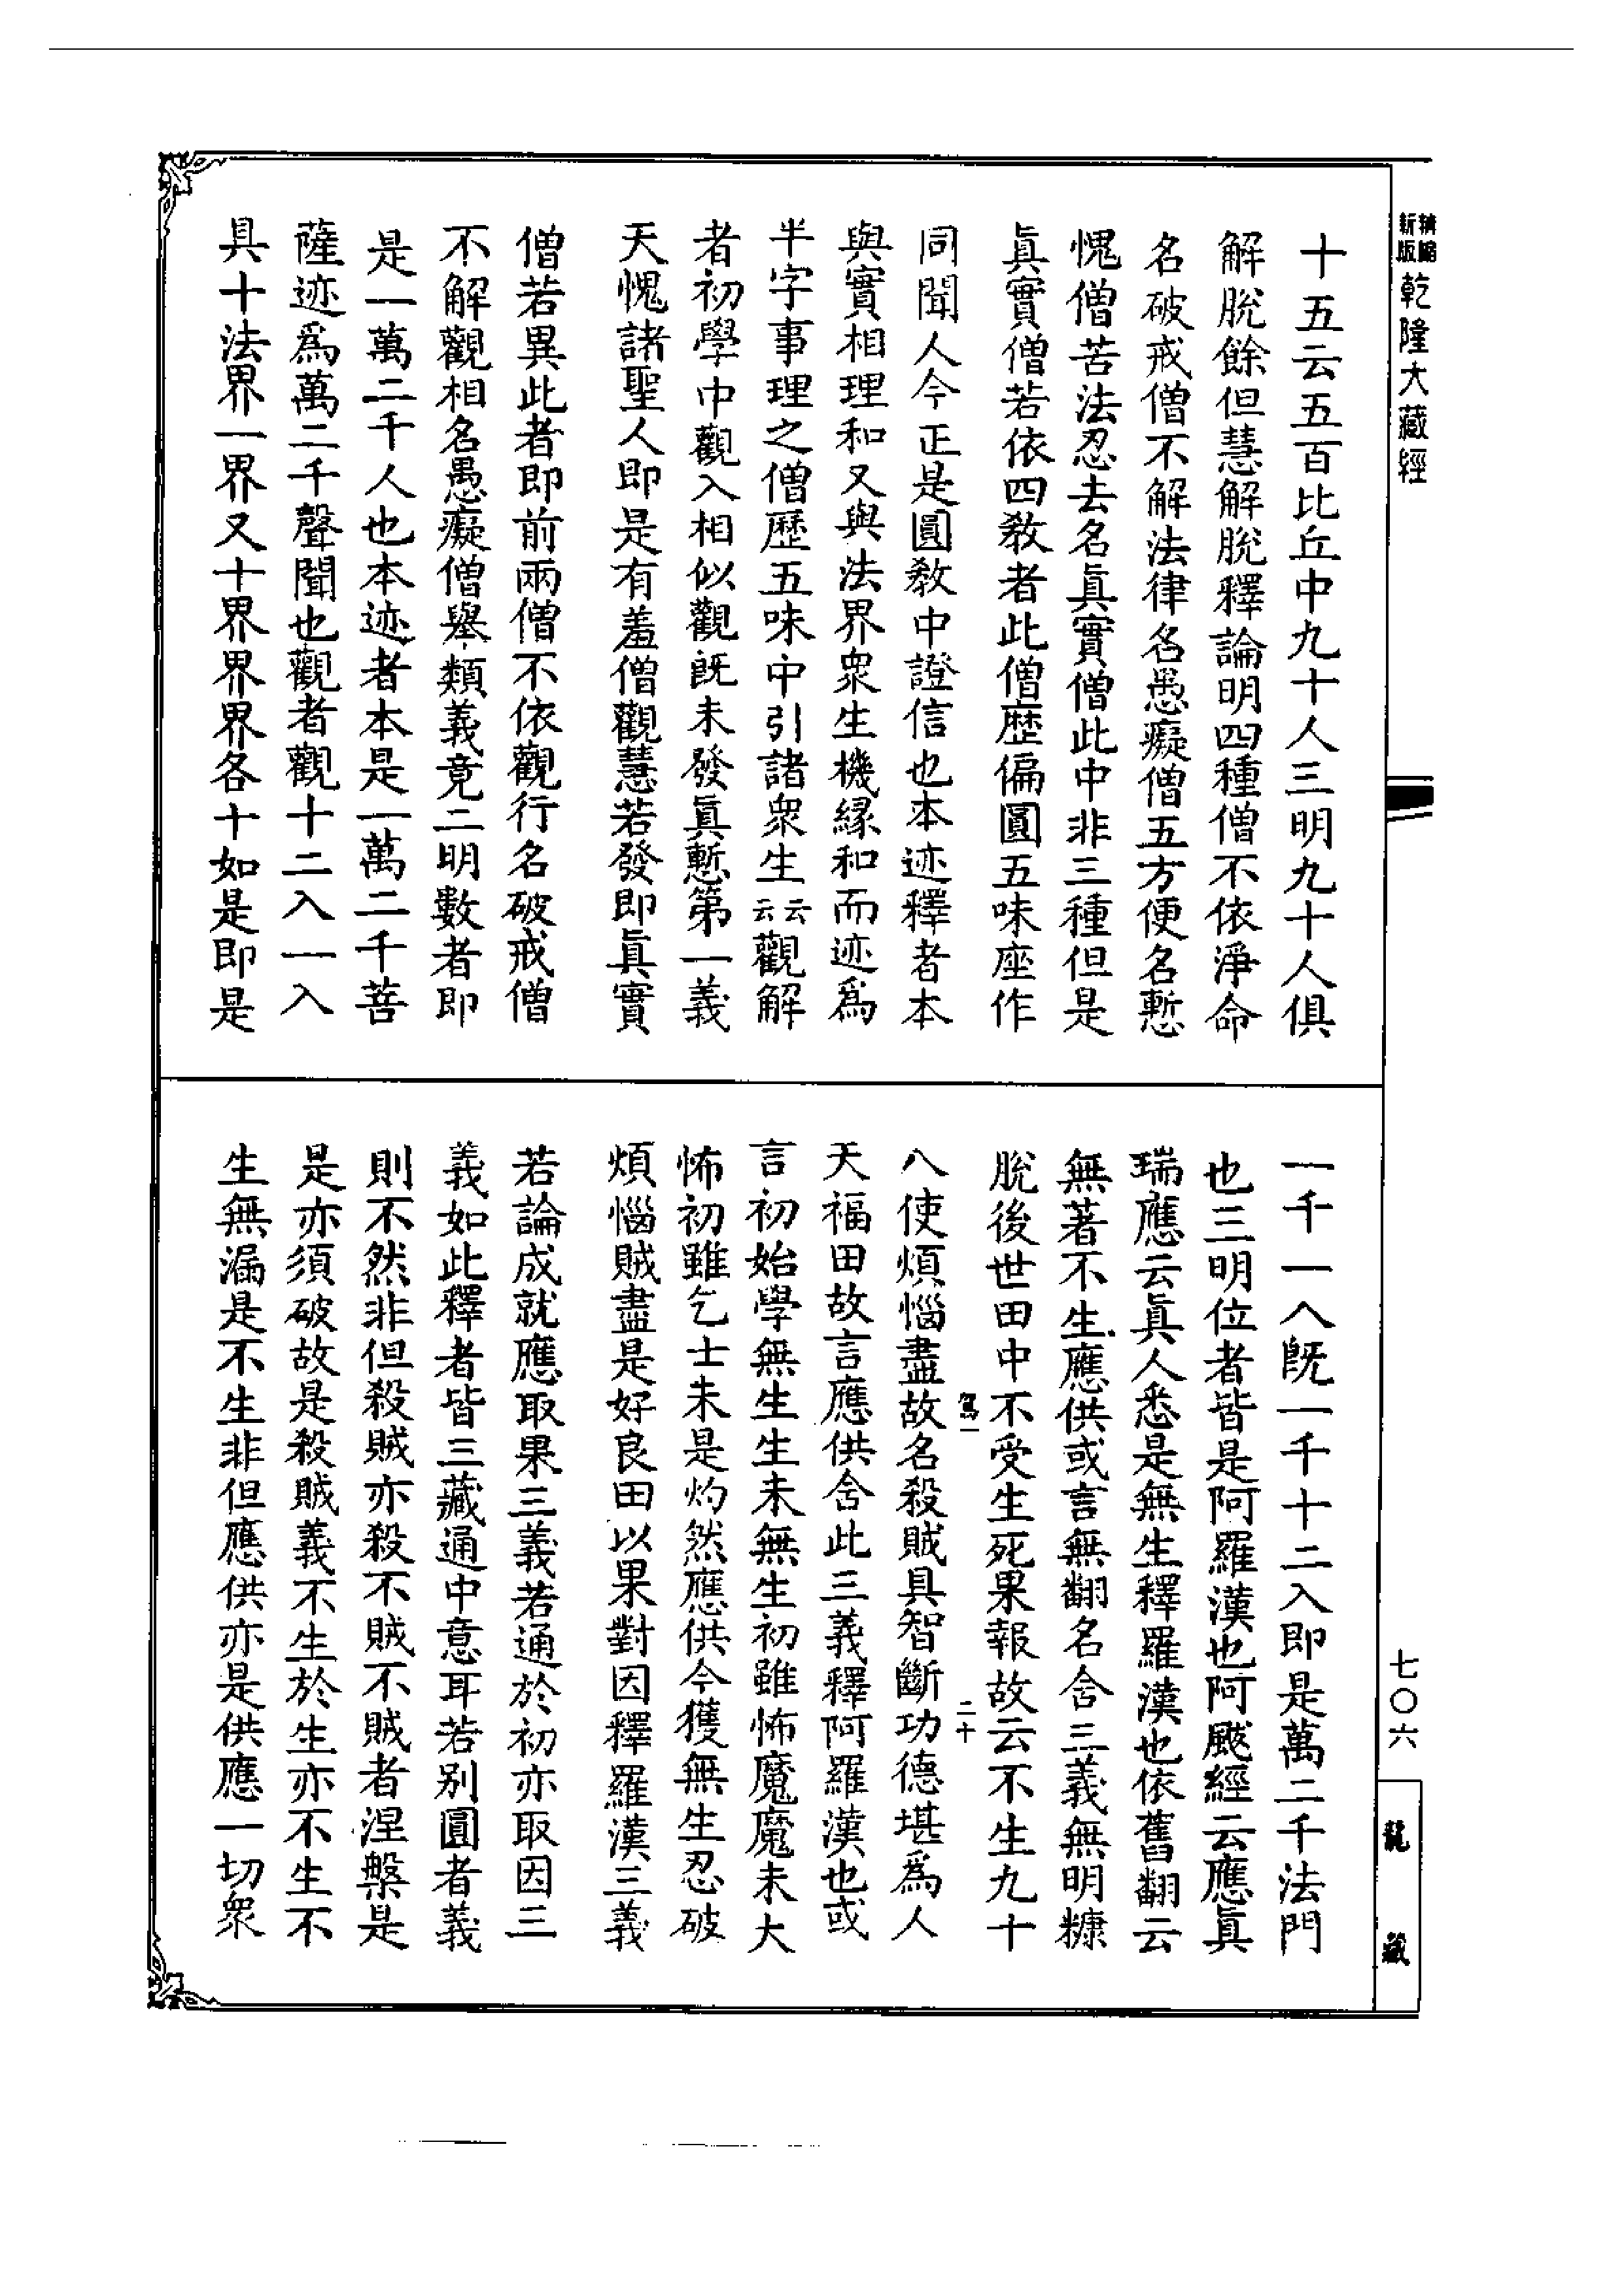 新版精縮
乾隆大藏經
十五云五百比丘中九十人三明九十人俱
解脫餘但慧解脫釋論明四種僧不依淨命
名破戒僧不解法律名愚癡僧五方便名慙
愧僧苦法忍去名眞實僧此中非三種但是
眞實僧若依四敎者此僧歷偏圓五味座作
同聞人今正是圓敎中證信也本迹釋者本
與實相理和又與法界衆生機緣和而迹爲
半字事理之僧歷五味中引諸衆生云云觀解
者初學中觀入相似觀旣未發眞慙第一義
天愧諸聖人即是有羞僧觀慧若發即眞實
僧若異此者即前兩僧不依觀行名破戒僧
不解觀相名愚癡僧舉類義竟二明數者即
是一萬二千人也本迹者本是一萬二千菩
薩迹爲萬二千聲聞也觀者觀十二入一入
具十法界一界又十界界界各十如是即是
一千一入旣一千十二入即是萬二千法門
也三明位者皆是阿羅漢也阿颰經云應眞
瑞應云眞人悉是無生釋羅漢也依舊翻云
無著不生應供或言無翻名含三義無明糠
脫後世田中不受生死果報故云不生九十
駕一
二十
八使煩惱盡故名殺賊具智斷功德堪爲人
天福田故言應供含此三義釋阿羅漢也或
言初始學無生生未無生初雖怖魔魔未大
怖初雖乞士未是灼然應供今獲無生忍破
煩惱賊盡是好良田以果對因釋羅漢三義
若論成就應取果三義若通於初亦取因三
義如此釋者皆三藏通中意耳若別圓者義
則不然非但殺賊亦殺不賊不賊者涅槃是
是亦須破故是殺賊義不生於生亦不生不
生無漏是不生非但應供亦是供應一切衆
七〇六
龍藏